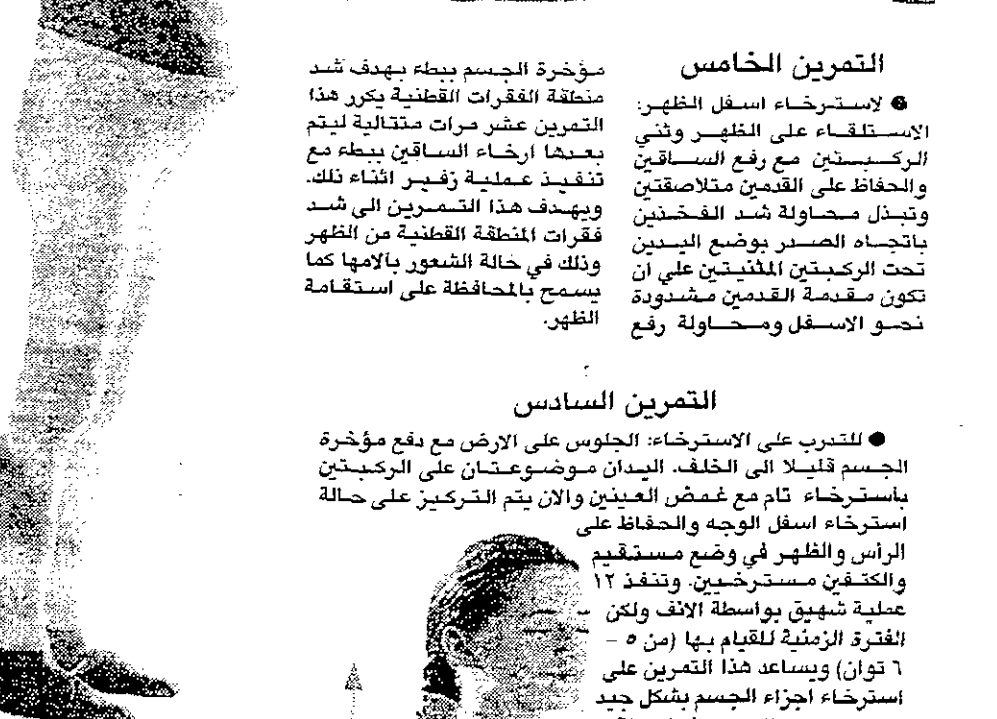 التمرين الخامس
● لاسترخاء اسفل الظهر:
الاستلقاء على الظهر وثني
الركبتين مع رفع الساقين
والحفاظ على القدمين متلاصقتين
وتبذل محاولة شد الفخذين
باتجاه الصدر بوضع اليدين
تحت الركبتين المثنيتين علي ان
تكون مقدمة القدمين مشدودة
نحو الاسفل ومحاولة رفع
مؤخرة الجسم ببطء بهدف شد
منطقة الفقرات القطنية يكرر هذا
التمرين عشر مرات متتالية ليتم
بعدها ارخاء الساقين ببطء مع
تنفيذ عملية زفير اثناء ذلك.
ويهدف هذا التمرين الى شد
فقرات المنطقة القطنية من الظهر
وذلك في حالة الشعور بالامها كما
يسمح بالمحافظة على استقامة
الظهر.
التمرين السادس
● للتدرب على الاسترخاء: الجلوس على الارض مع دفع مؤخرة
الجسم قليلا الى الخلف. اليدان موضوعتان على الركبتين
باسترخاء تام مع غمض العينين والان يتم التركيز على حالة
استرخاء اسفل الوجه والحفاظ على
الرأس والظهر في وضع مستقيم
والكتفين مسترخيين. وتنفذ ١٢
عملية شهيق بواسطة الانف ولكن
الفترة الزمنية للقيام بها (من ٥ –
٦ ثوان) ويساعد هذا التمرين على
استرخاء اجزاء الجسم بشكل جيد